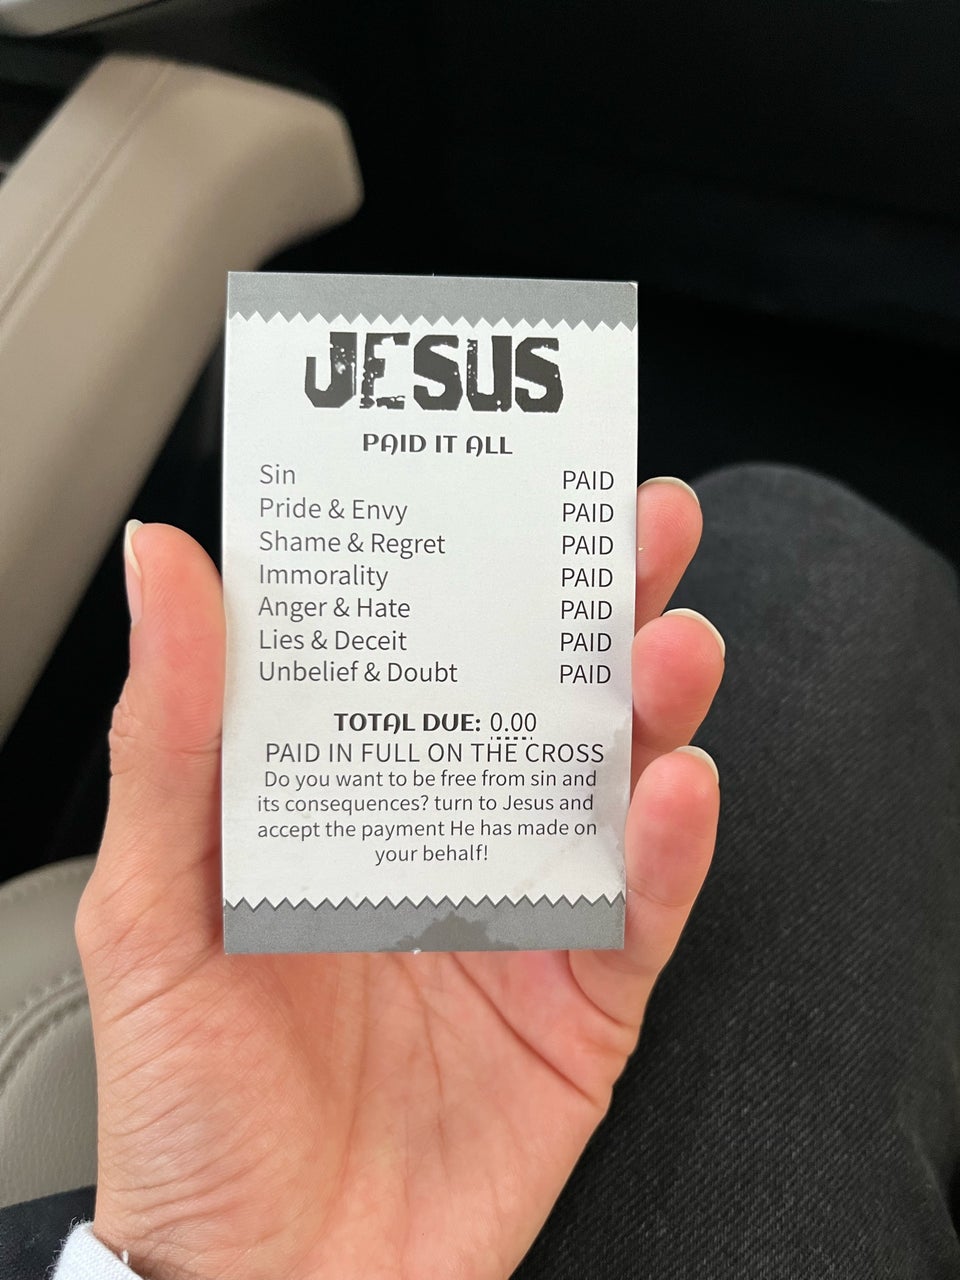 JESUS
PAID IT ALL
Sin PAID
Pride & Envy PAID
Shame & Regret PAID
Immorality PAID
Anger & Hate PAID
Lies & Deceit PAID
Unbelief & Doubt PAID
TOTAL DUE: 0.00
PAID IN FULL ON THE CROSS
Do you want to be free from sin and
its consequences? turn to Jesus and
accept the payment He has made on
your behalf!